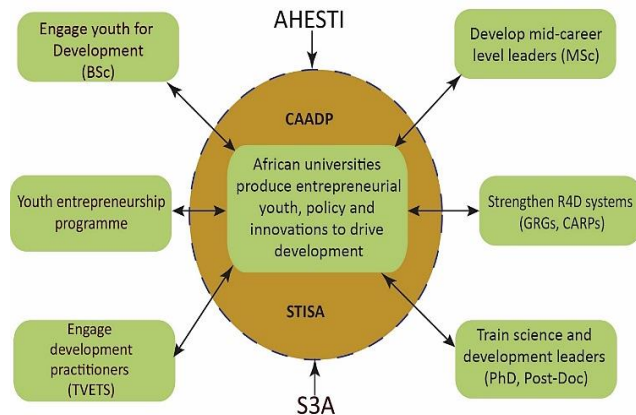 AHESTI
Engage youth for
Development
(BSc)
Develop mid-career
level leaders (MSc)
CAADP
African universities
produce entrepreneurial
youth, policy and
innovations to drive
development
Youth entrepreneurship
programme
Strengthen R4D systems
(GRGs, CARPs)
STISA
Engage
development
practitioners
(TVETS)
Train science and
development leaders
(PhD, Post-Doc)
S3A